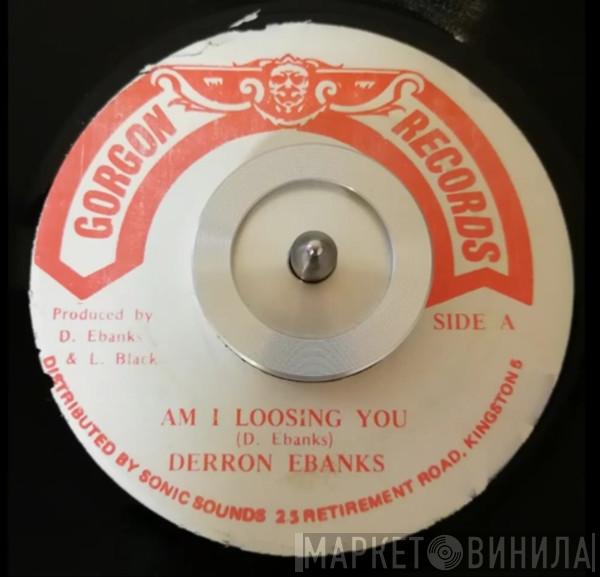 GORGON RECORDS
Produced by
D. Ebanks
& L. Black
SIDE A
AM I LOOSING YOU
(D. Ebanks)
DERRON EBANKS
DISTRIBUTED BY SONIC SOUNDS 25 RETIREMENT ROAD, KINGSTON 5
МАРКЕТ ВИНИЛА